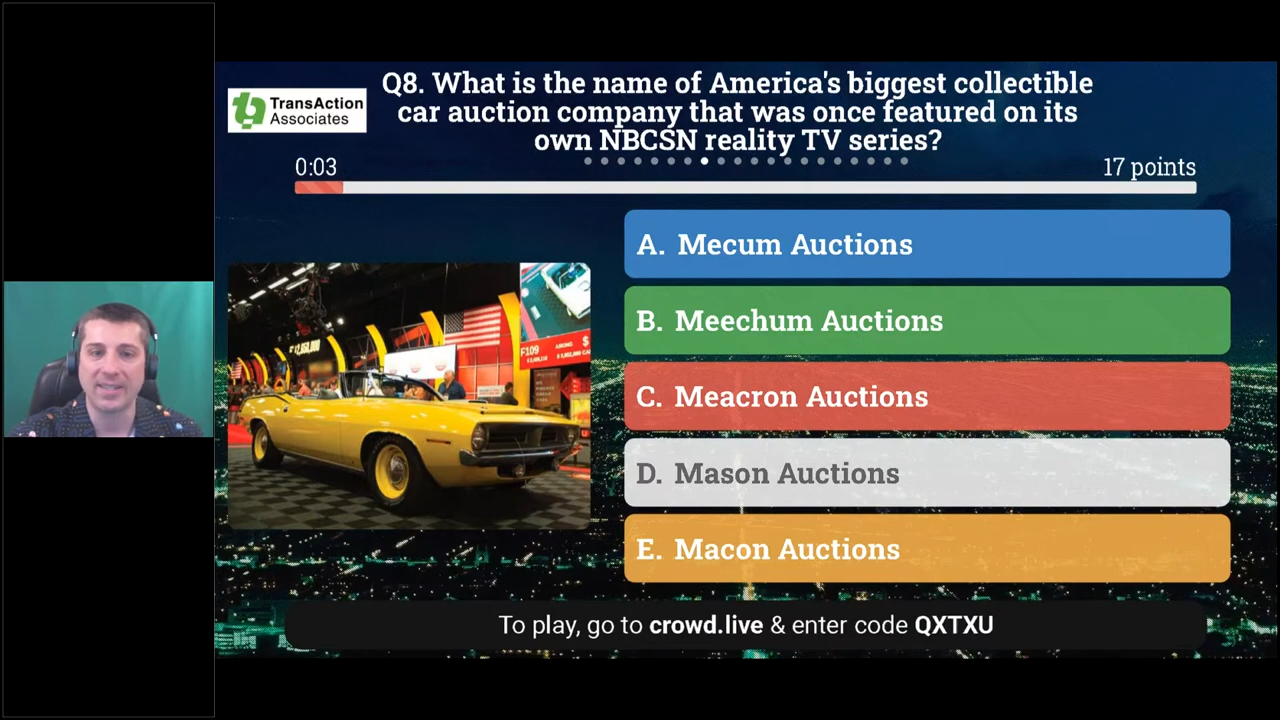 TransAction
Associates
Q8. What is the name of America's biggest collectible
car auction company that was once featured on its
own NBCSN reality TV series?
0:03
17 points
A. Mecum Auctions
B. Meechum Auctions
C. Meacron Auctions
D. Mason Auctions
E. Macon Auctions
F109
To play, go to crowd.live & enter code QXTXU